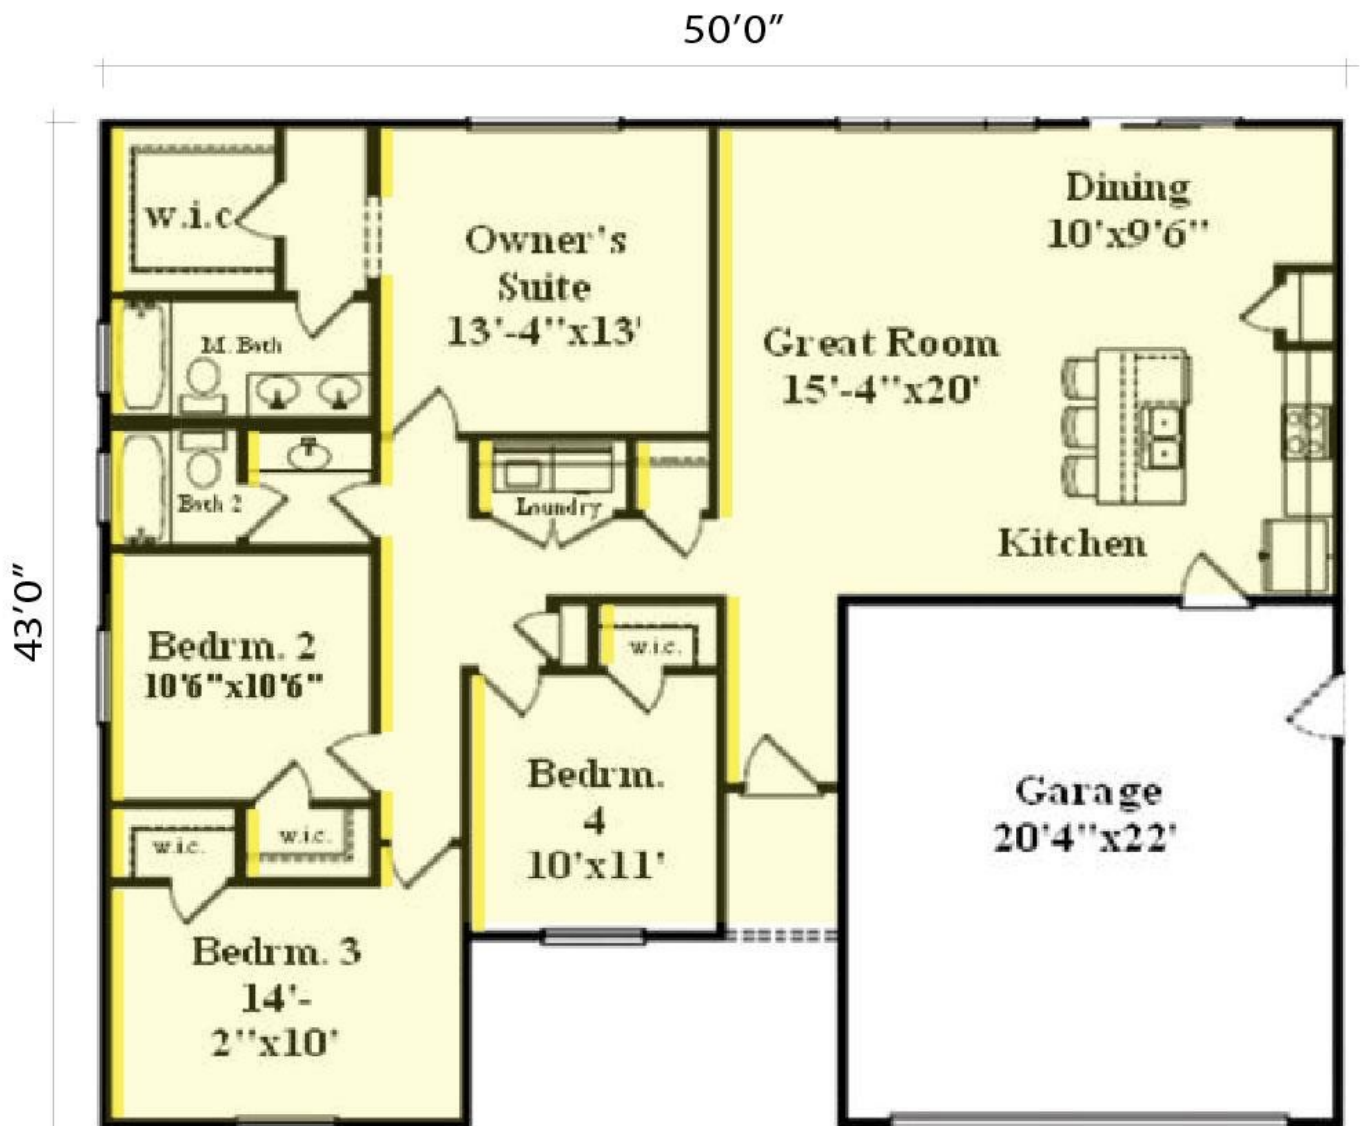 50'0"
43'0"
w.i.c
Owner's
Suite
13'-4"x13'
Dining
10'x9'6"
M. Bath
Great Room
15'-4"x20'
Bath 2
Laundry
Kitchen
Bedrm. 2
10'6"x10'6"
w.i.c.
Bedrm.
4
10'x11'
Garage
20'4"x22'
w.i.c.
w.i.c.
Bedrm. 3
14'-
2"x10'